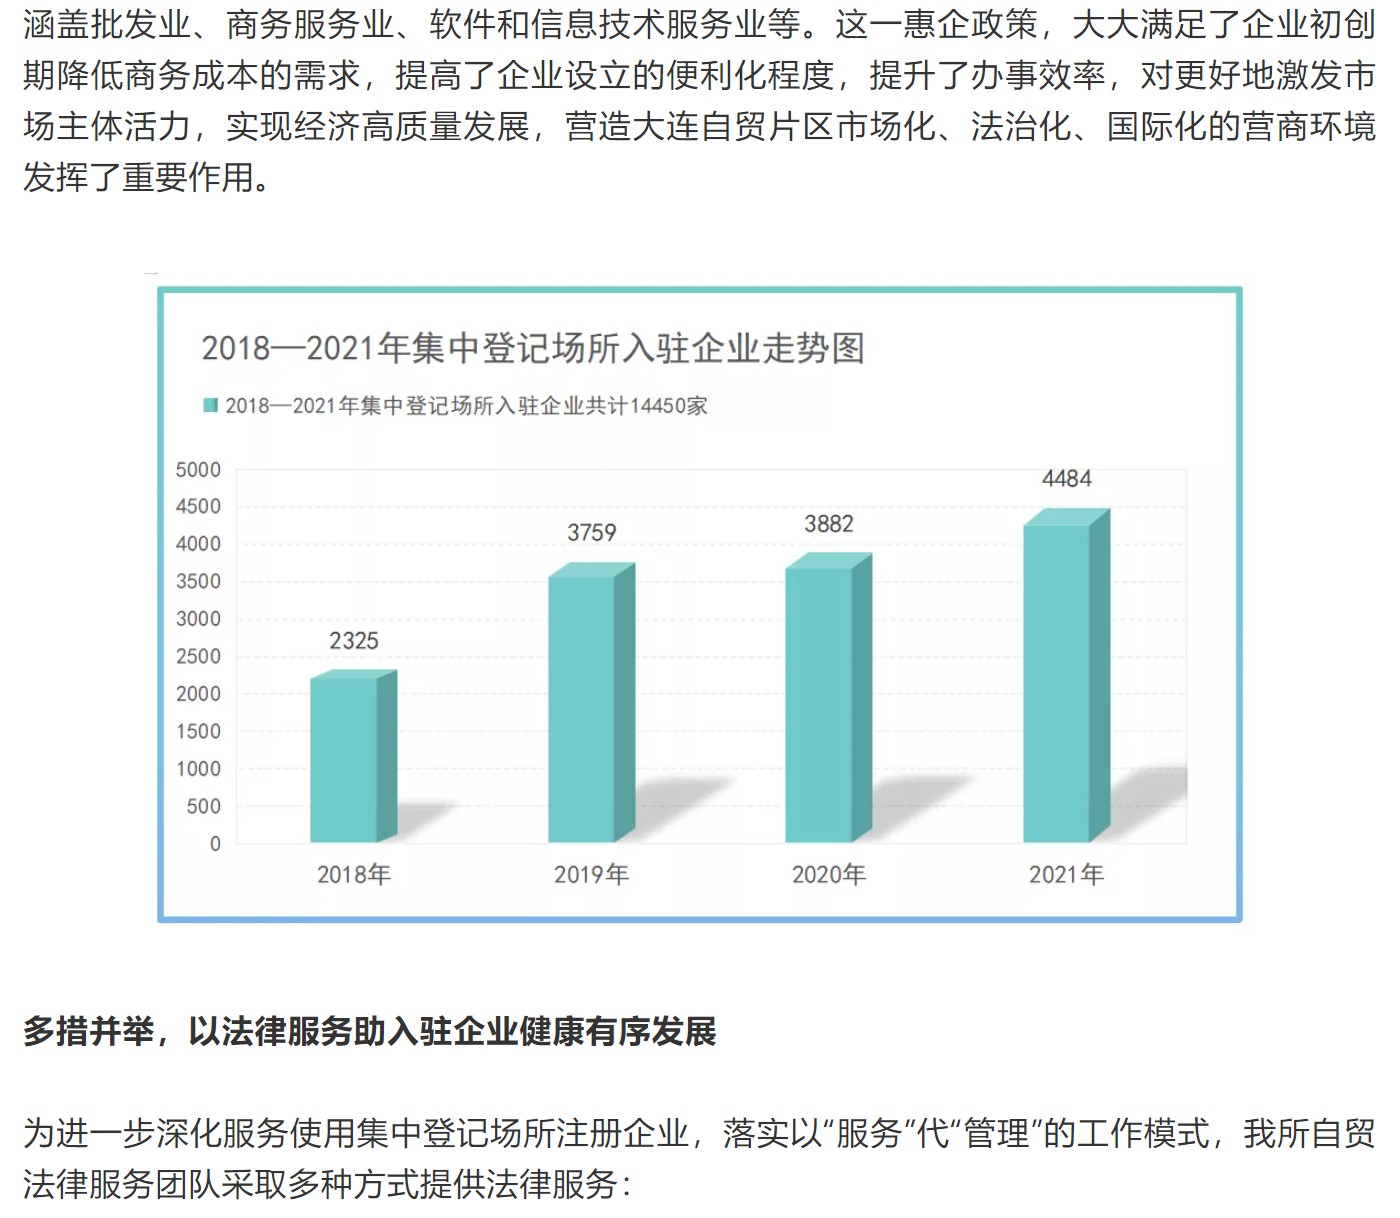 涵盖批发业、商务服务业、软件和信息技术服务业等。这一惠企政策，大大满足了企业初创
期降低商务成本的需求，提高了企业设立的便利化程度，提升了办事效率，对更好地激发市
场主体活力，实现经济高质量发展，营造大连自贸片区市场化、法治化、国际化的营商环境
发挥了重要作用。
2018—2021年集中登记场所入驻企业走势图
2018—2021年集中登记场所入驻企业共计14450家
5000
4500
4000
3500
3000
2500
2000
1500
1000
500
0
2325
3759
3882
4484
2018年
2019年
2020年
2021年
多措并举，以法律服务助入驻企业健康有序发展
为进一步深化服务使用集中登记场所注册企业，落实以“服务”代“管理”的工作模式，我所自贸
法律服务团队采取多种方式提供法律服务：